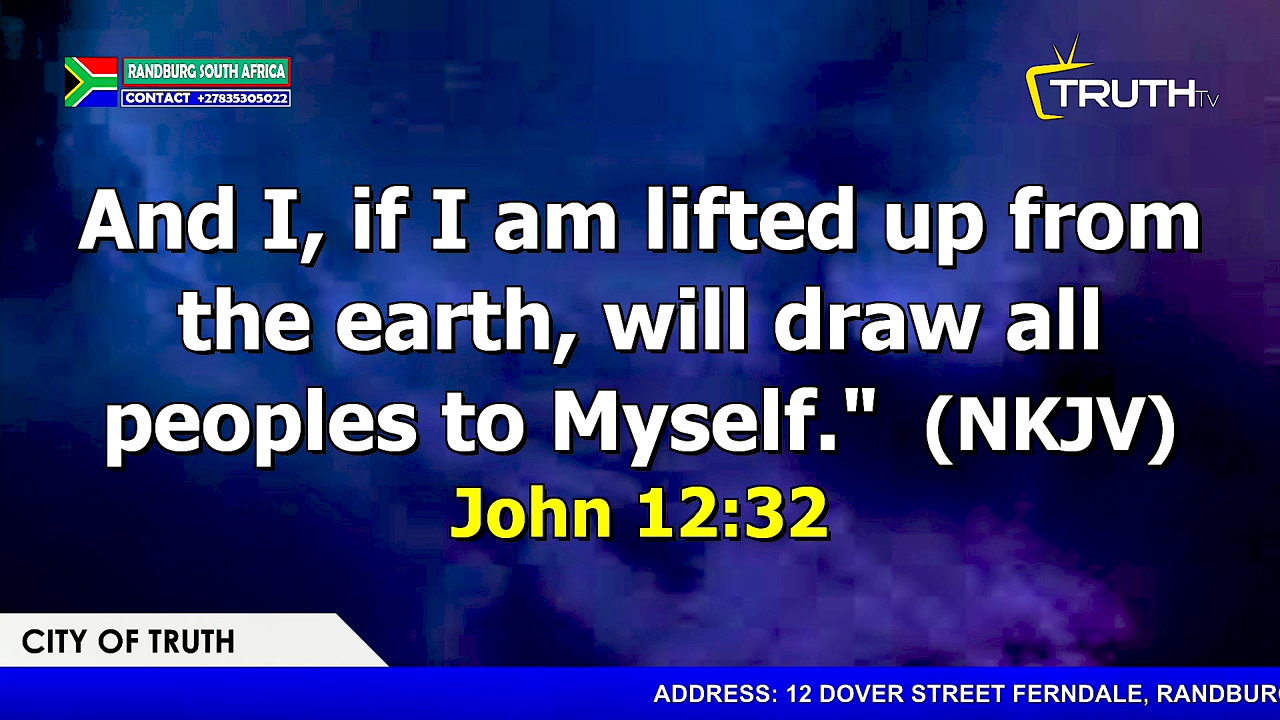 RANDBURG SOUTH AFRICA
CONTACT +27835305022
TRUTH TV
And I, if I am lifted up from
the earth, will draw all
peoples to Myself." (NKJV)
John 12:32
CITY OF TRUTH
ADDRESS: 12 DOVER STREET FERNDALE, RANDBURG